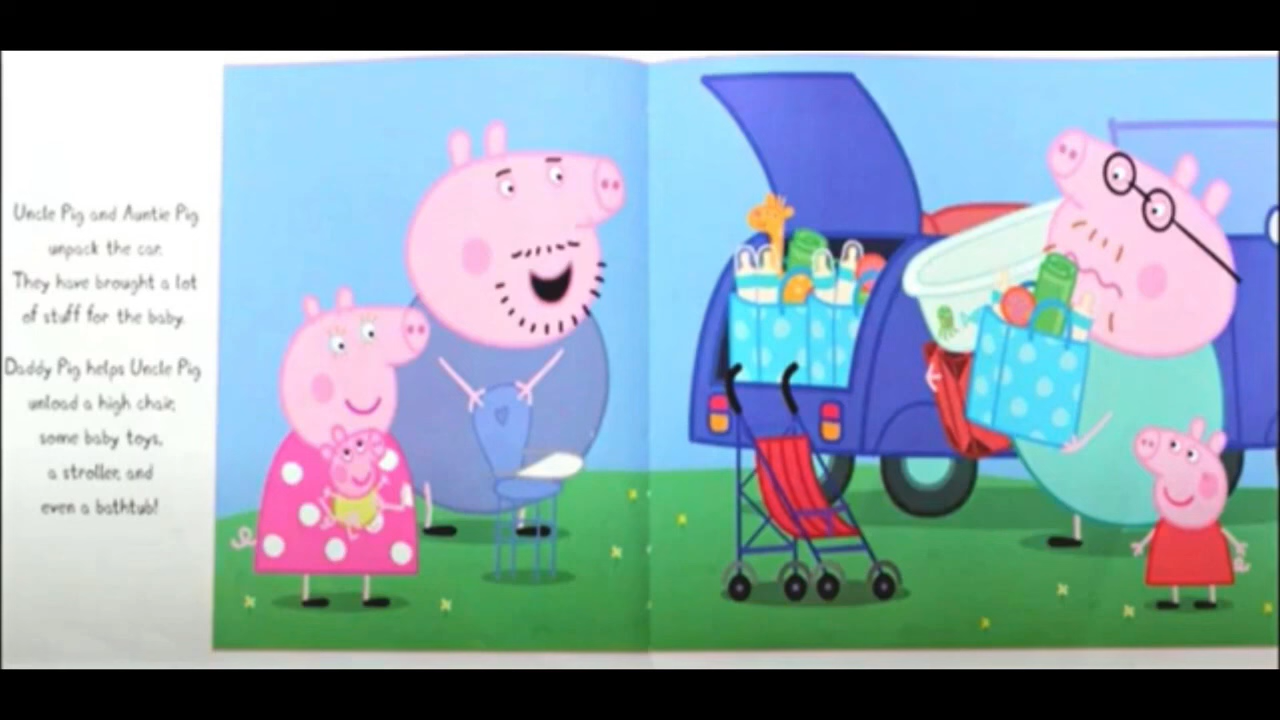 Uncle Pig and Auntie Pig
unpack the car.
They have brought a lot
of stuff for the baby.
Daddy Pig helps Uncle Pig
unload a high chair,
some baby toys,
a stroller, and
even a bathtub!